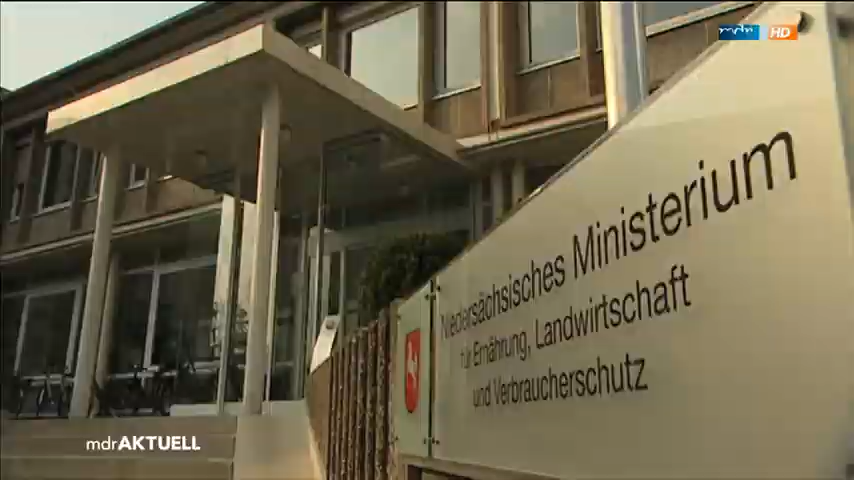 mdr HD
Niedersächsisches Ministerium
für Ernährung, Landwirtschaft
und Verbraucherschutz
mdrAKTUELL